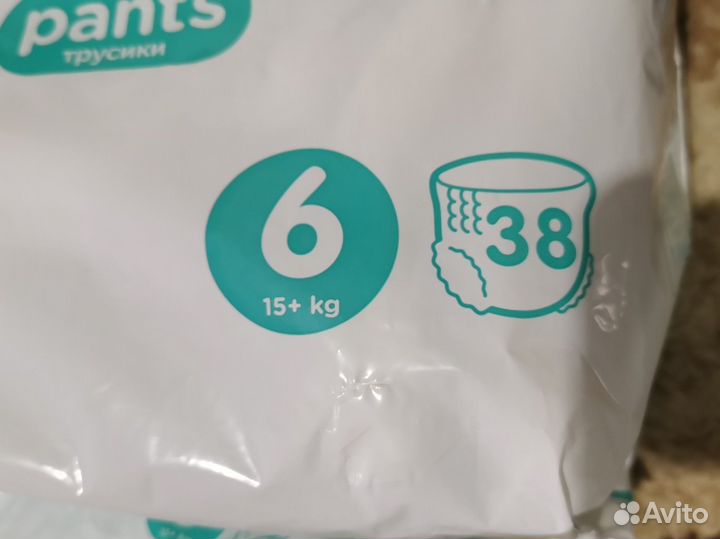 pants
трусики
6
15+ kg
38
Avito